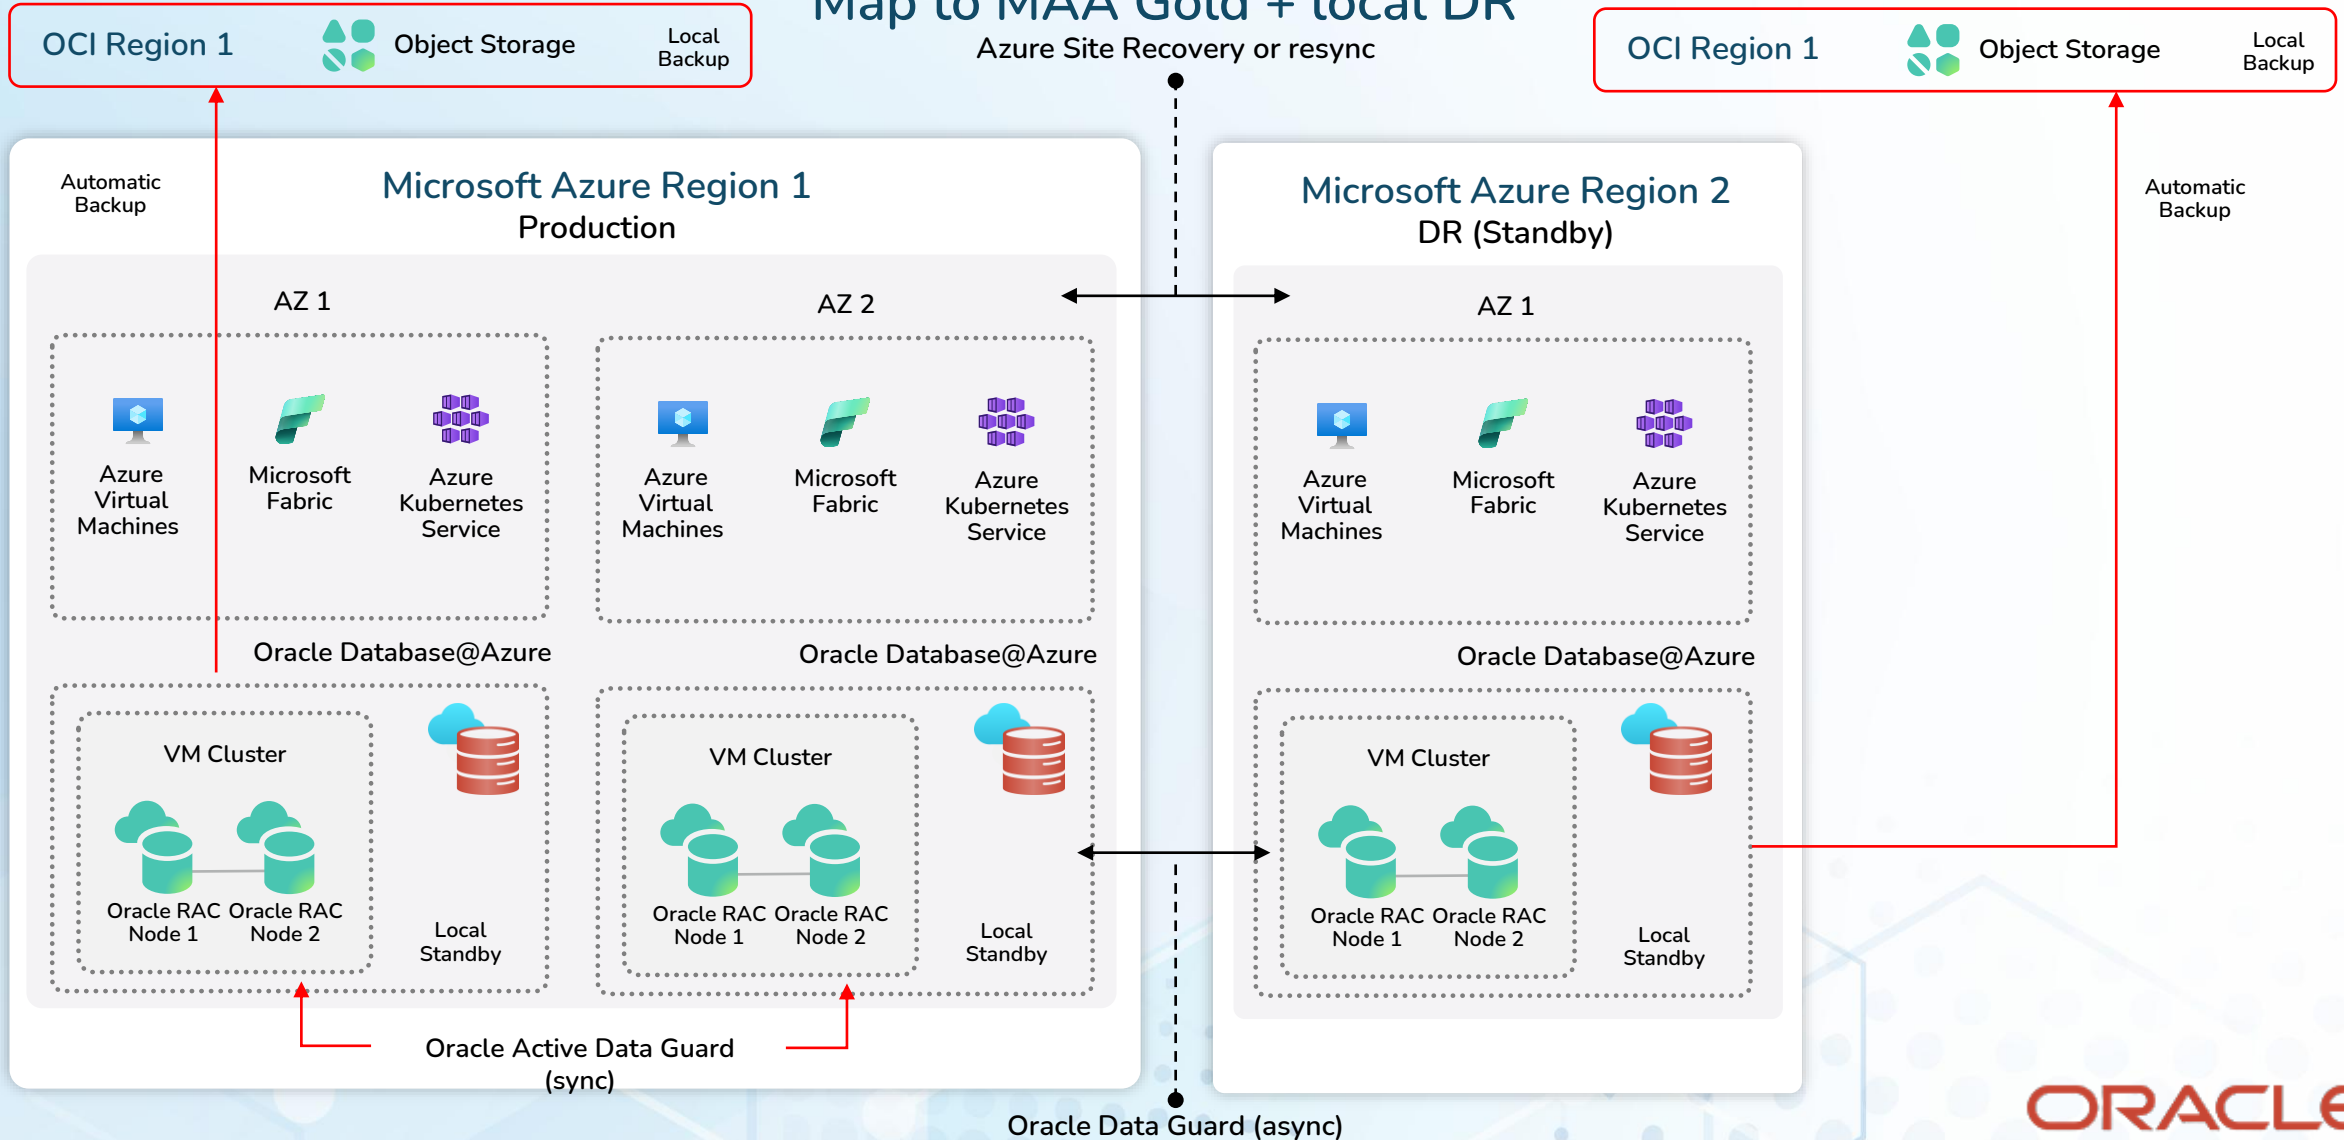 Map to MAA Gold + local DR
Azure Site Recovery or resync
OCI Region 1
Object Storage
Local
Backup
OCI Region 1
Object Storage
Local
Backup
Automatic
Backup
Microsoft Azure Region 1
Production
AZ 1
AZ 2
Azure
Virtual
Machines
Microsoft
Fabric
Azure
Kubernetes
Service
Azure
Virtual
Machines
Microsoft
Fabric
Azure
Kubernetes
Service
Oracle Database@Azure
Oracle Database@Azure
VM Cluster
Oracle RAC
Node 1
Oracle RAC
Node 2
Local
Standby
VM Cluster
Oracle RAC
Node 1
Oracle RAC
Node 2
Local
Standby
Oracle Active Data Guard
(sync)
Microsoft Azure Region 2
DR (Standby)
AZ 1
Azure
Virtual
Machines
Microsoft
Fabric
Azure
Kubernetes
Service
Oracle Database@Azure
VM Cluster
Oracle RAC
Node 1
Oracle RAC
Node 2
Local
Standby
Automatic
Backup
Oracle Data Guard (async)
ORACLE